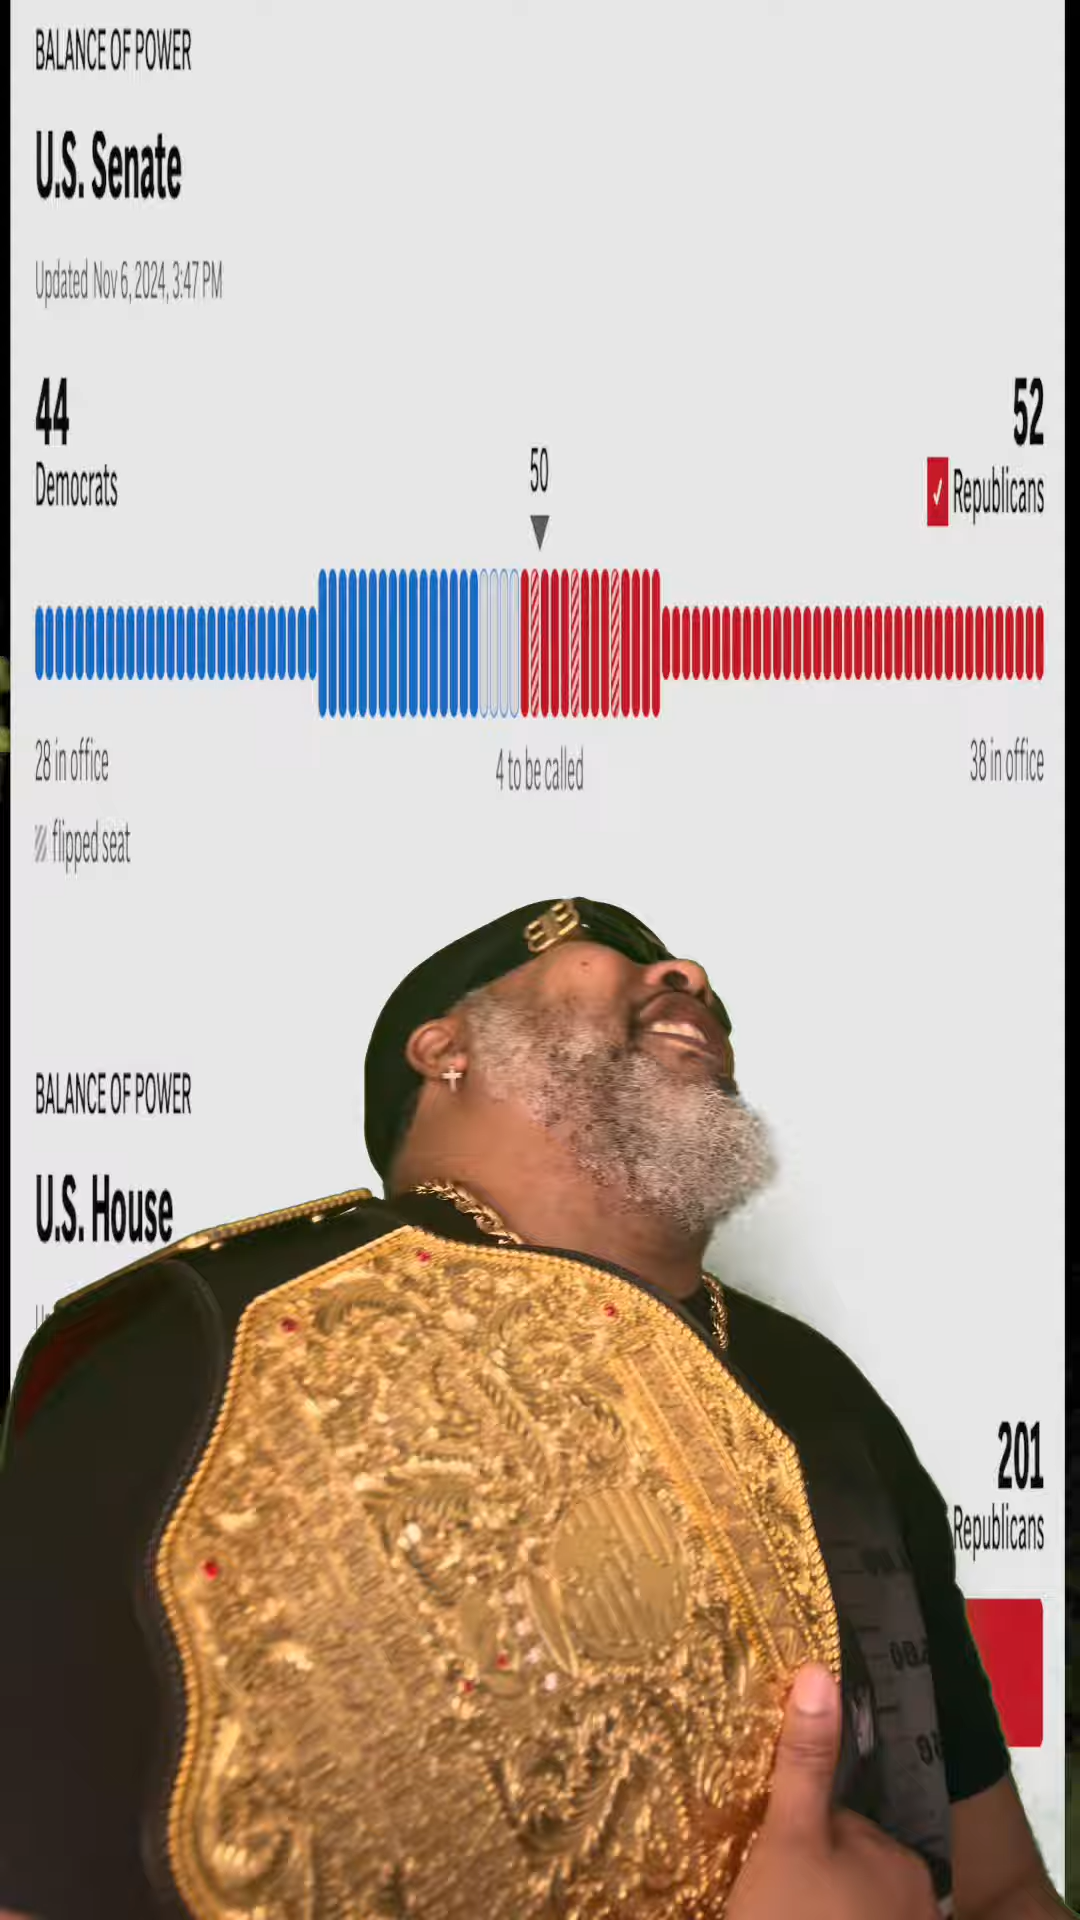 BALANCE OF POWER
U.S. Senate
Updated Nov 6, 2024, 3:47 PM
44
52
Democrats
50
✓ Republicans
28 in office
4 to be called
38 in office
flipped seat
BALANCE OF POWER
U.S. House
201
Republicans